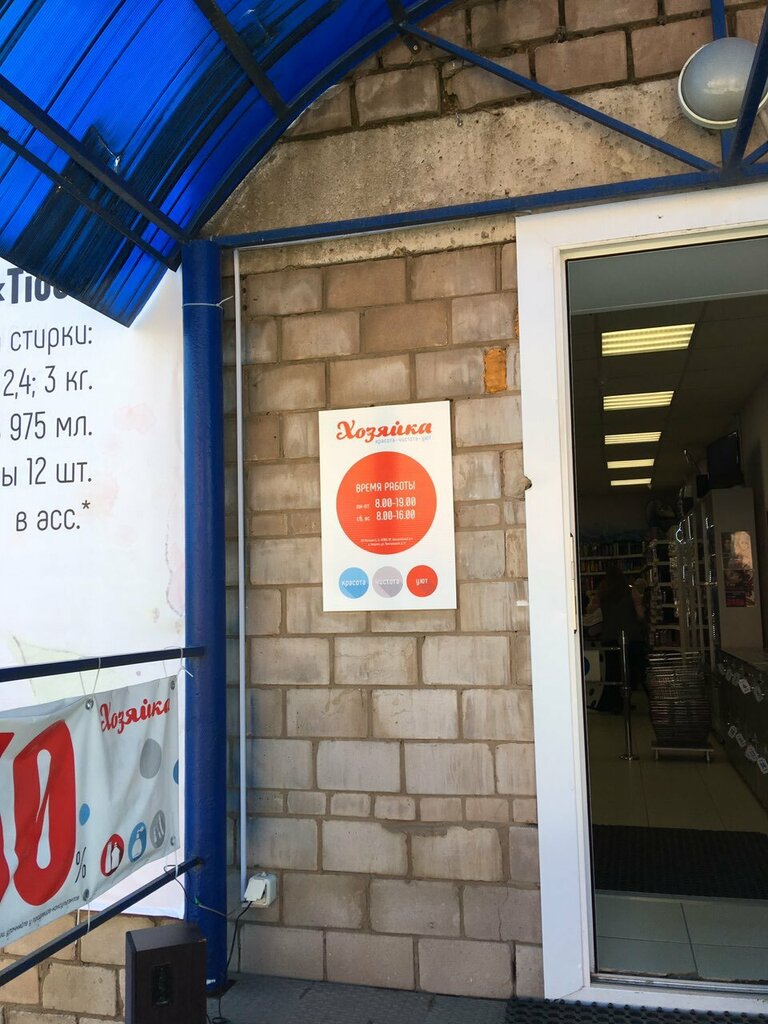 стирки:
2,4; 3 кг.
975 мл.
ы 12 шт.
в асс.*
Хозяйка
красота·чистота·уют
ВРЕМЯ РАБОТЫ
пн-пт 8.00-19.00
сб, вс 8.00-16.00
красота
чистота
уют
Хозяйка
%